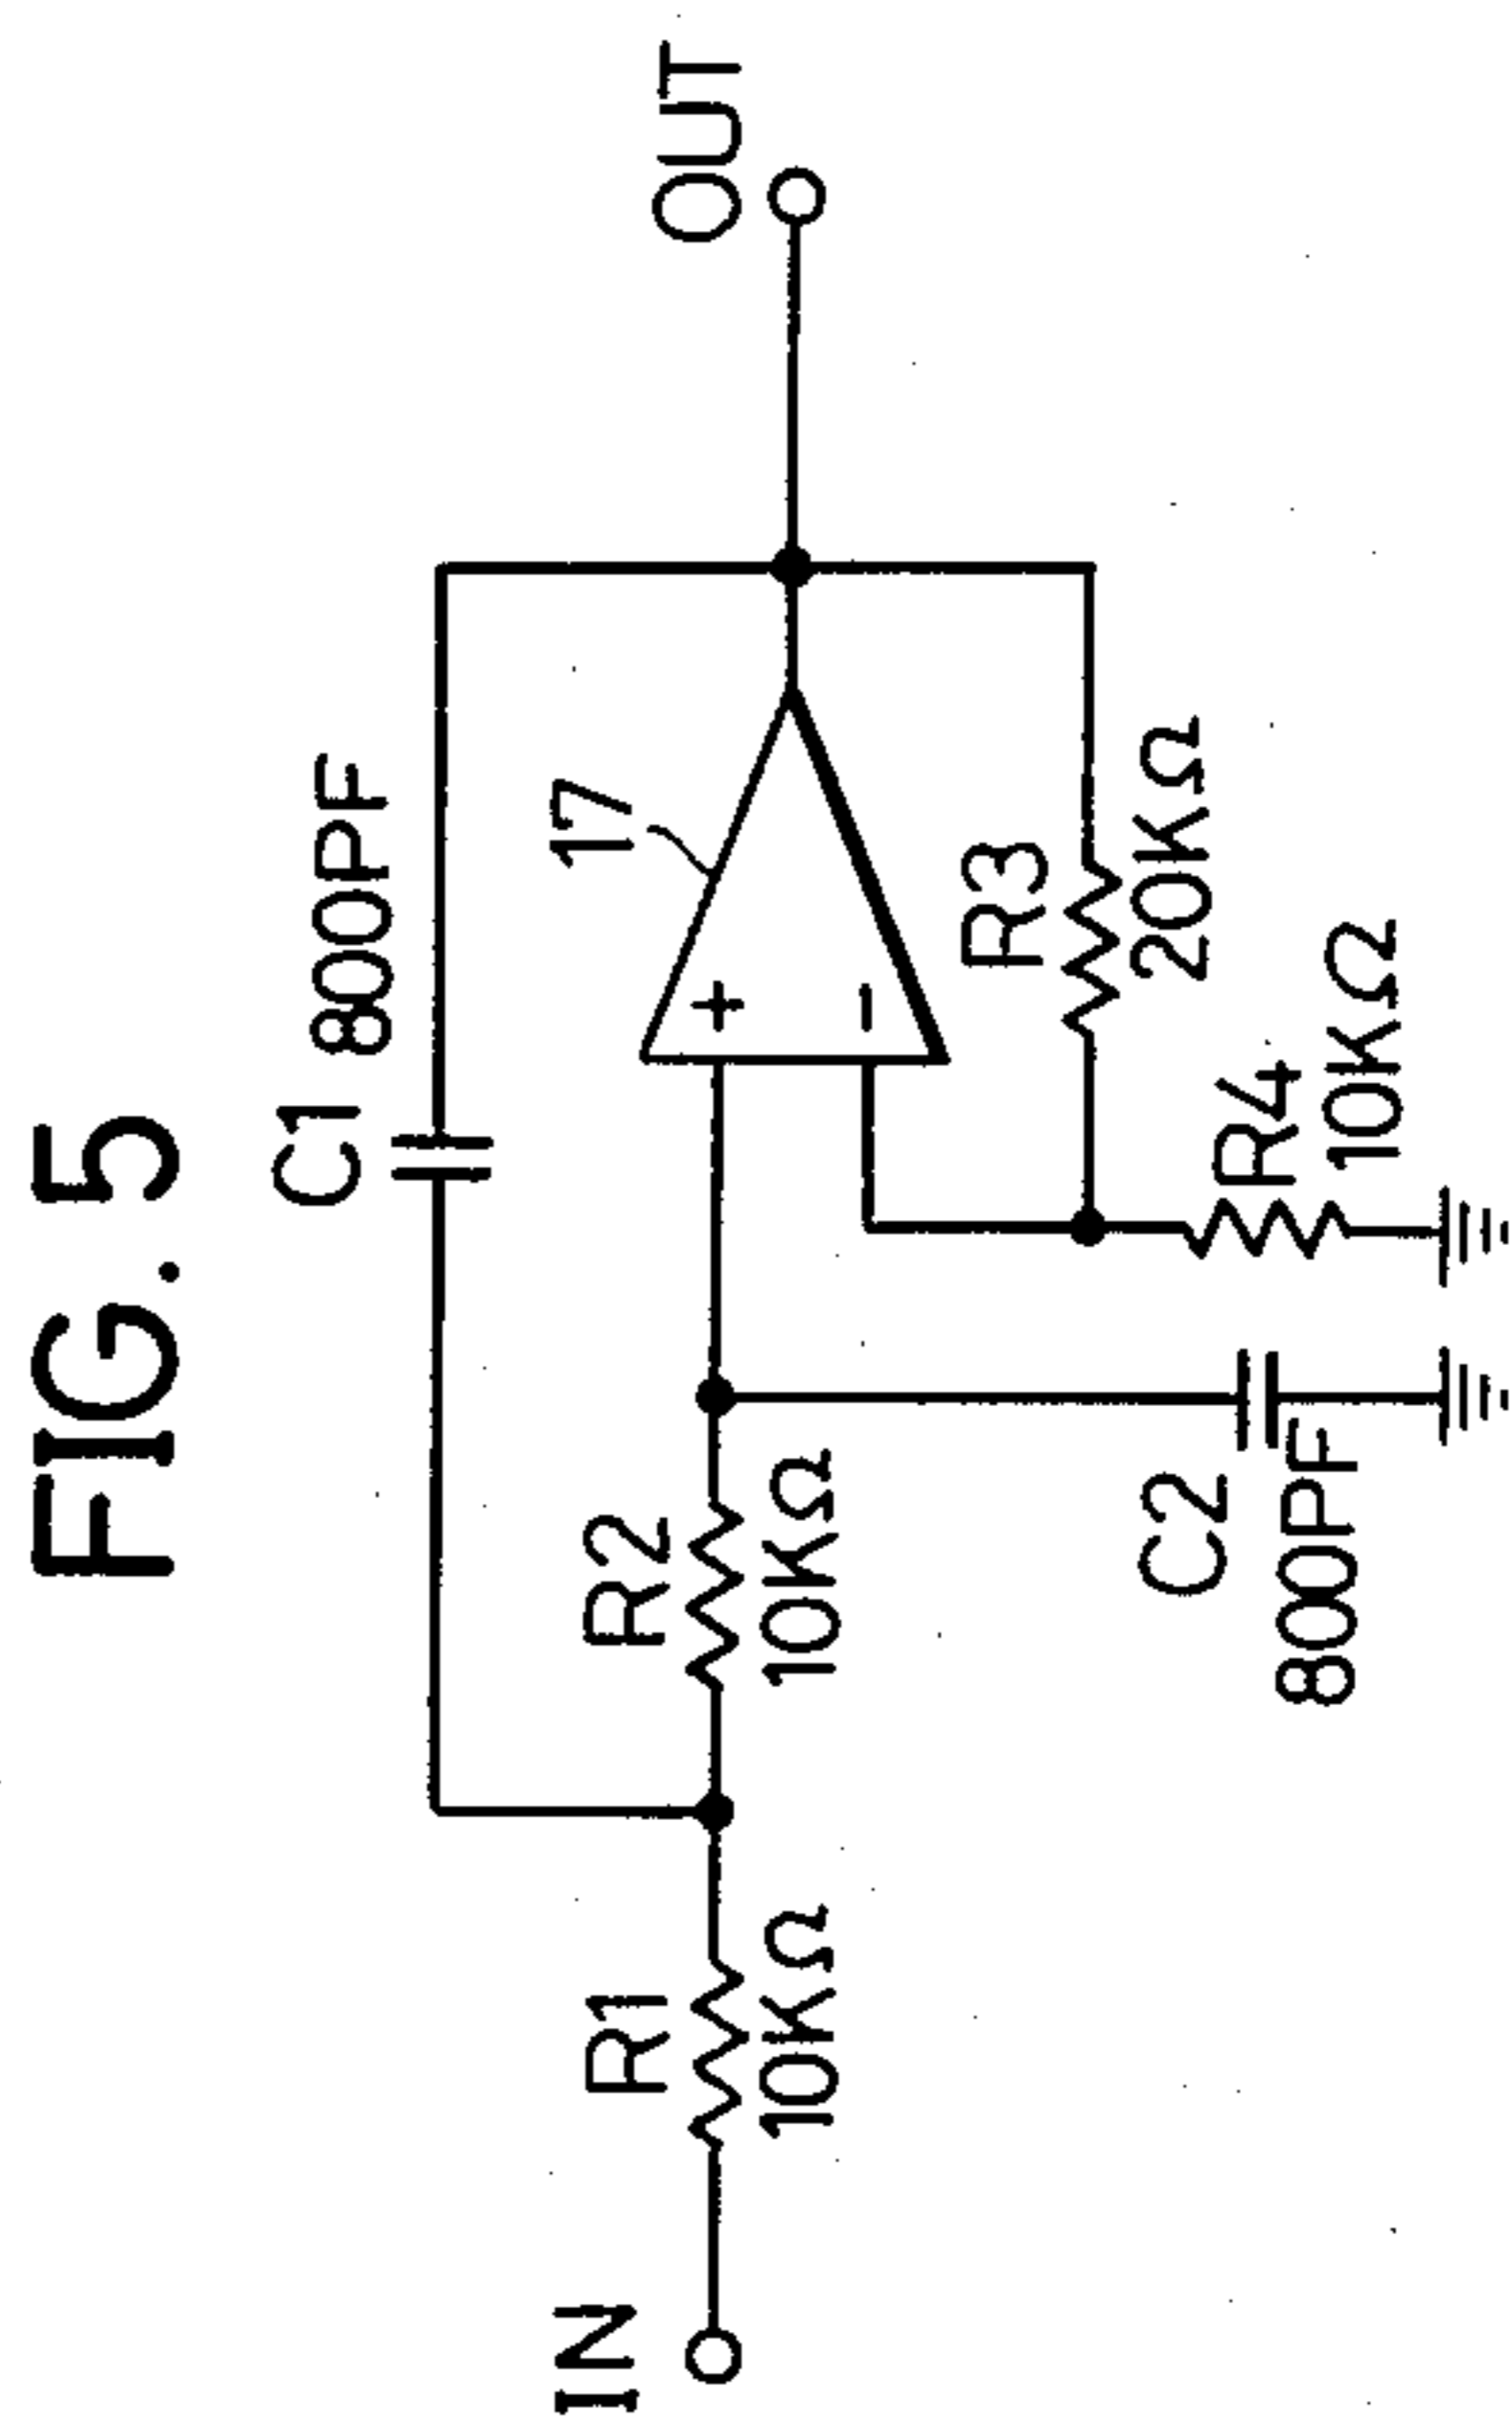 FIG. 5
C1 800PF
OUT
17
+
−
IN
R1
10KΩ
R2
10KΩ
R3
20KΩ
R4
10KΩ
C2
800PF